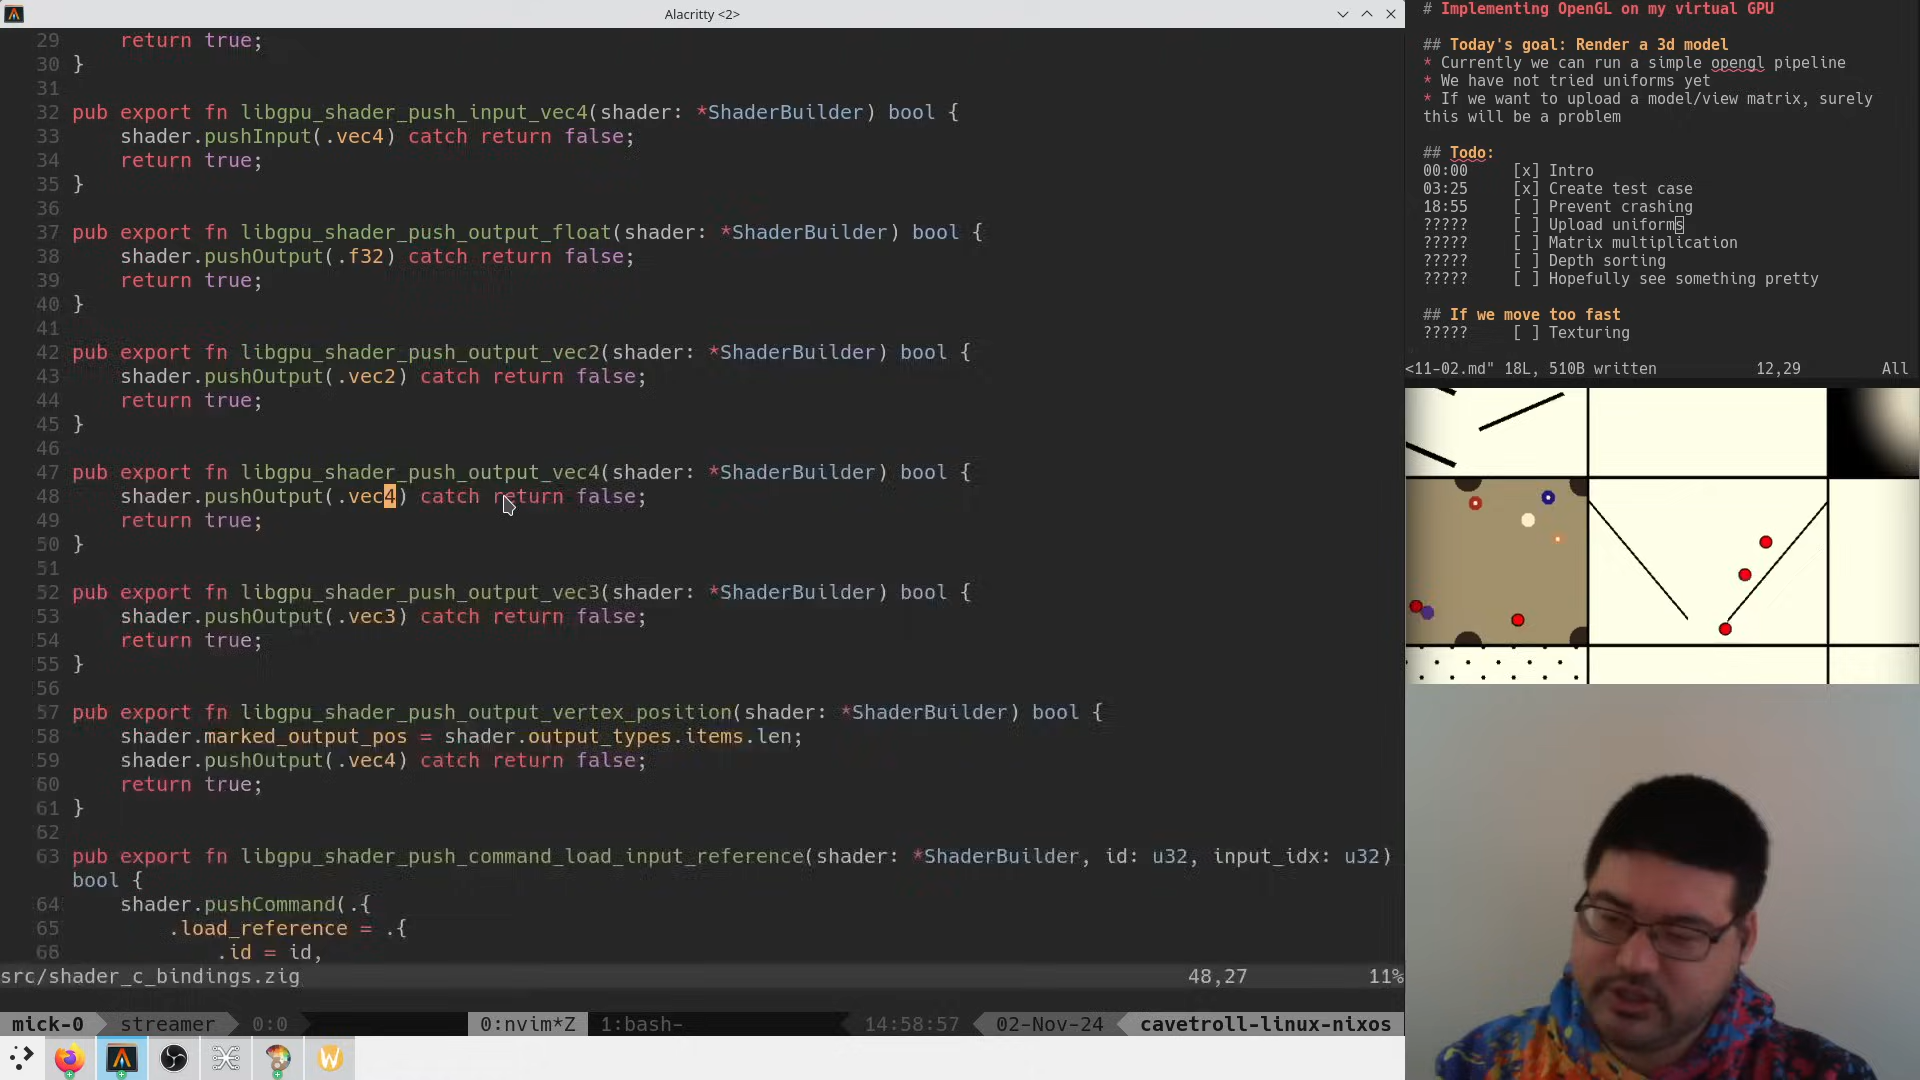 Alacritty <2>
29 return true;
30 }
31
32 pub export fn libgpu_shader_push_input_vec4(shader: *ShaderBuilder) bool {
33 shader.pushInput(.vec4) catch return false;
34 return true;
35 }
36
37 pub export fn libgpu_shader_push_output_float(shader: *ShaderBuilder) bool {
38 shader.pushOutput(.f32) catch return false;
39 return true;
40 }
41
42 pub export fn libgpu_shader_push_output_vec2(shader: *ShaderBuilder) bool {
43 shader.pushOutput(.vec2) catch return false;
44 return true;
45 }
46
47 pub export fn libgpu_shader_push_output_vec4(shader: *ShaderBuilder) bool {
48 shader.pushOutput(.vec4) catch return false;
49 return true;
50 }
51
52 pub export fn libgpu_shader_push_output_vec3(shader: *ShaderBuilder) bool {
53 shader.pushOutput(.vec3) catch return false;
54 return true;
55 }
56
57 pub export fn libgpu_shader_push_output_vertex_position(shader: *ShaderBuilder) bool {
58 shader.marked_output_pos = shader.output_types.items.len;
59 shader.pushOutput(.vec4) catch return false;
60 return true;
61 }
62
63 pub export fn libgpu_shader_push_command_load_input_reference(shader: *ShaderBuilder, id: u32, input_idx: u32)
bool {
64 shader.pushCommand(.{
65 .load_reference = .{
66 .id = id,
src/shader_c_bindings.zig 48,27 11%
mick-0 streamer 0:0 0:nvim*Z 1:bash- 14:58:57 02-Nov-24 cavetroll-linux-nixos
# Implementing OpenGL on my virtual GPU
## Today's goal: Render a 3d model
* Currently we can run a simple opengl pipeline
* We have not tried uniforms yet
* If we want to upload a model/view matrix, surely
this will be a problem
## Todo:
00:00 [x] Intro
03:25 [x] Create test case
18:55 [ ] Prevent crashing
????? [ ] Upload uniforms
????? [ ] Matrix multiplication
????? [ ] Depth sorting
????? [ ] Hopefully see something pretty
## If we move too fast
????? [ ] Texturing
<11-02.md" 18L, 510B written 12,29 All